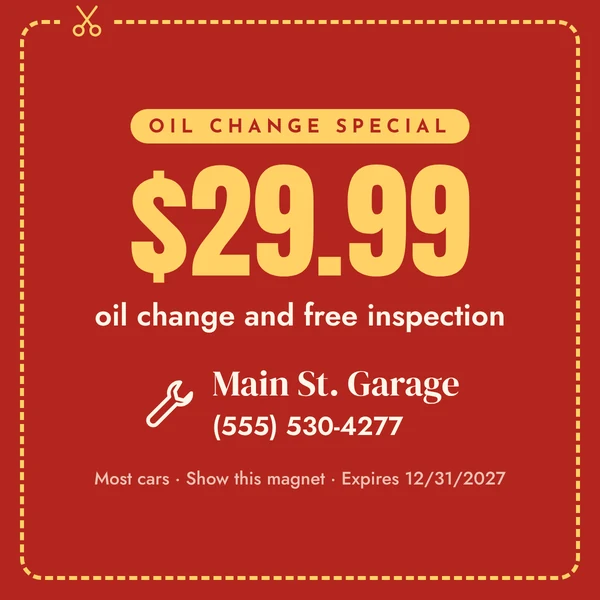 OIL CHANGE SPECIAL
$29.99
oil change and free inspection
Main St. Garage
(555) 530-4277
Most cars · Show this magnet · Expires 12/31/2027